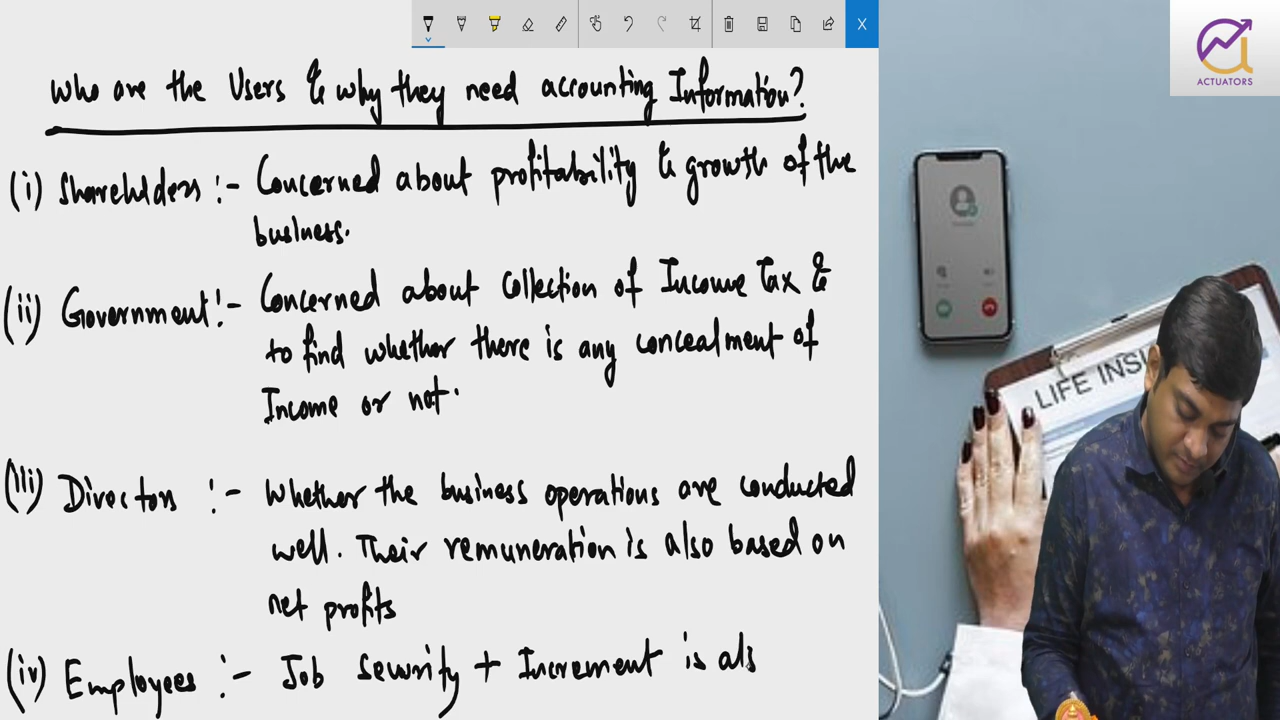 Who are the Users & why they need accounting Information?
(i) Shareholders :- Concerned about profitability & growth of the
business.
(ii) Government :- Concerned about Collection of Income Tax &
to find whether there is any concealment of
Income or not.
(iii) Directors :- Whether the business operations are conducted
well. Their remuneration is also based on
net profits
(iv) Employees :- Job Security + Increment is als
ACTUATORS
LIFE INSU